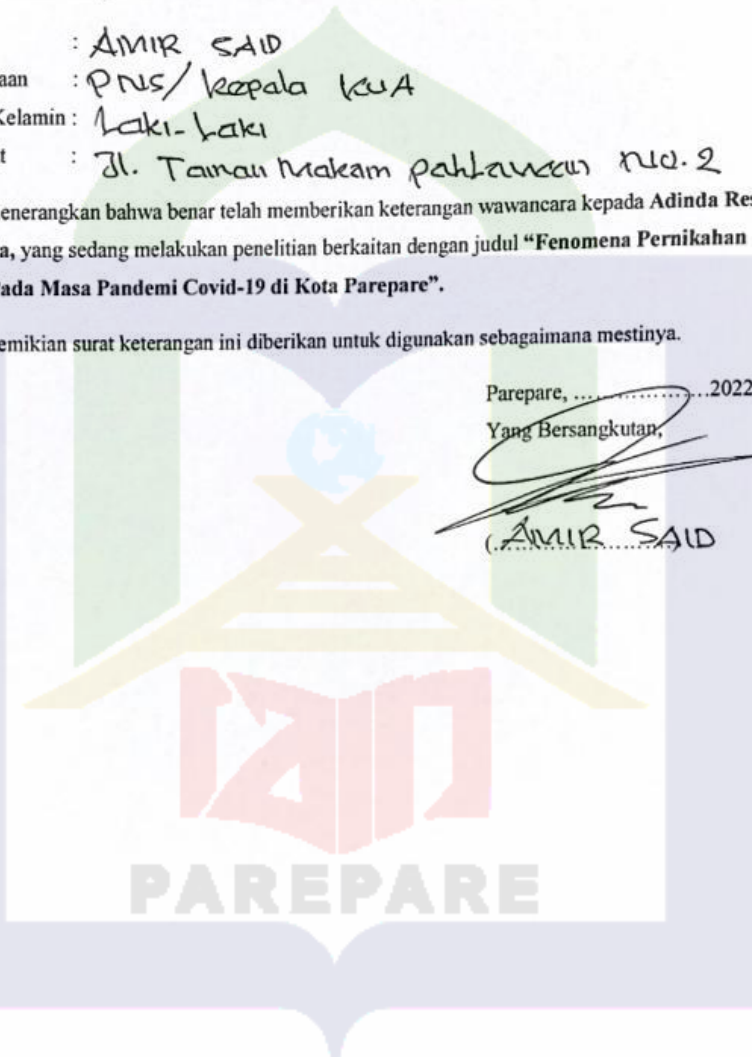 : AMIR SAID
aan : PNS/ Kepala KUA
Kelamin : Laki-Laki
t : Jl. Taman Makam pahlawan No. 2
enerangkan bahwa benar telah memberikan keterangan wawancara kepada Adinda Res
a, yang sedang melakukan penelitian berkaitan dengan judul “Fenomena Pernikahan
Pada Masa Pandemi Covid-19 di Kota Parepare”.
emikian surat keterangan ini diberikan untuk digunakan sebagaimana mestinya.
Parepare, ........................2022
Yang Bersangkutan,
(.AMIR SAID
iain
PAREPARE